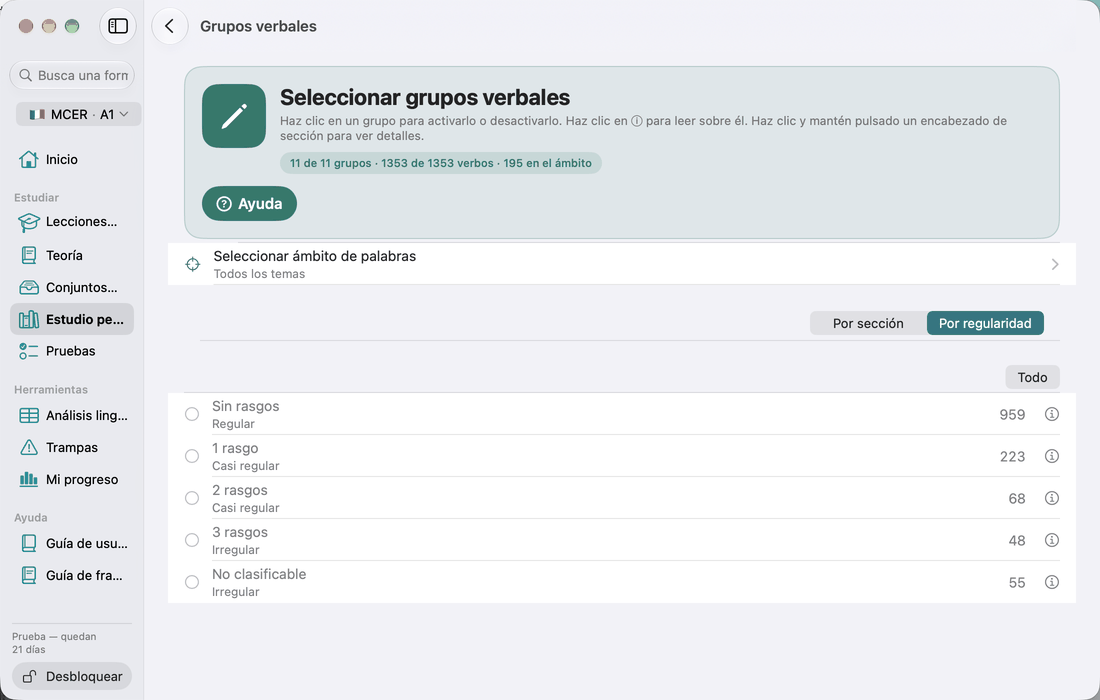 Grupos verbales
Busca una form
MCER · A1
Inicio
Estudiar
Lecciones...
Teoría
Conjuntos...
Estudio pe...
Pruebas
Herramientas
Análisis ling...
Trampas
Mi progreso
Ayuda
Guía de usu...
Guía de fra...
Prueba — quedan
21 días
Desbloquear
Seleccionar grupos verbales
Haz clic en un grupo para activarlo o desactivarlo. Haz clic en ⓘ para leer sobre él. Haz clic y mantén pulsado un encabezado de
sección para ver detalles.
11 de 11 grupos · 1353 de 1353 verbos · 195 en el ámbito
Ayuda
Seleccionar ámbito de palabras
Todos los temas
Por sección
Por regularidad
Todo
Sin rasgos
Regular
959
1 rasgo
Casi regular
223
2 rasgos
Casi regular
68
3 rasgos
Irregular
48
No clasificable
Irregular
55